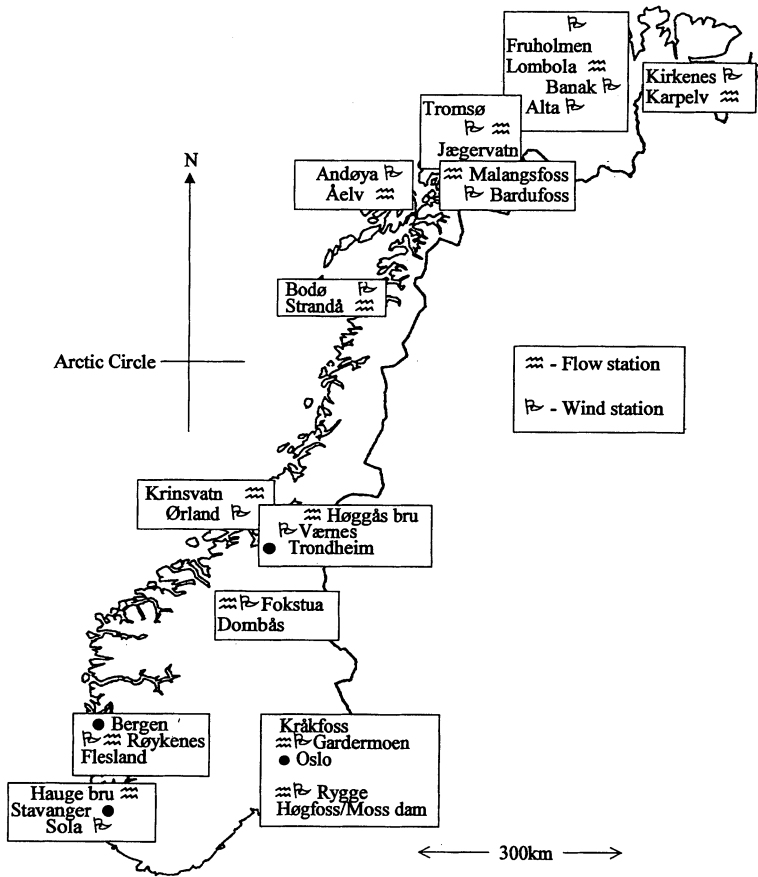 Fruholmen
Lombola
Banak
Alta
Kirkenes
Karpelv
Tromsø
Jægervatn
N
Andøya
Åelv
Malangsfoss
Bardufoss
Bodø
Strandå
Arctic Circle
- Flow station
- Wind station
Krinsvatn
Ørland
Høggås bru
Værnes
Trondheim
Fokstua
Dombås
Bergen
Røykenes
Flesland
Kråkfoss
Gardermoen
Oslo
Rygge
Høgfoss/Moss dam
Hauge bru
Stavanger
Sola
300km